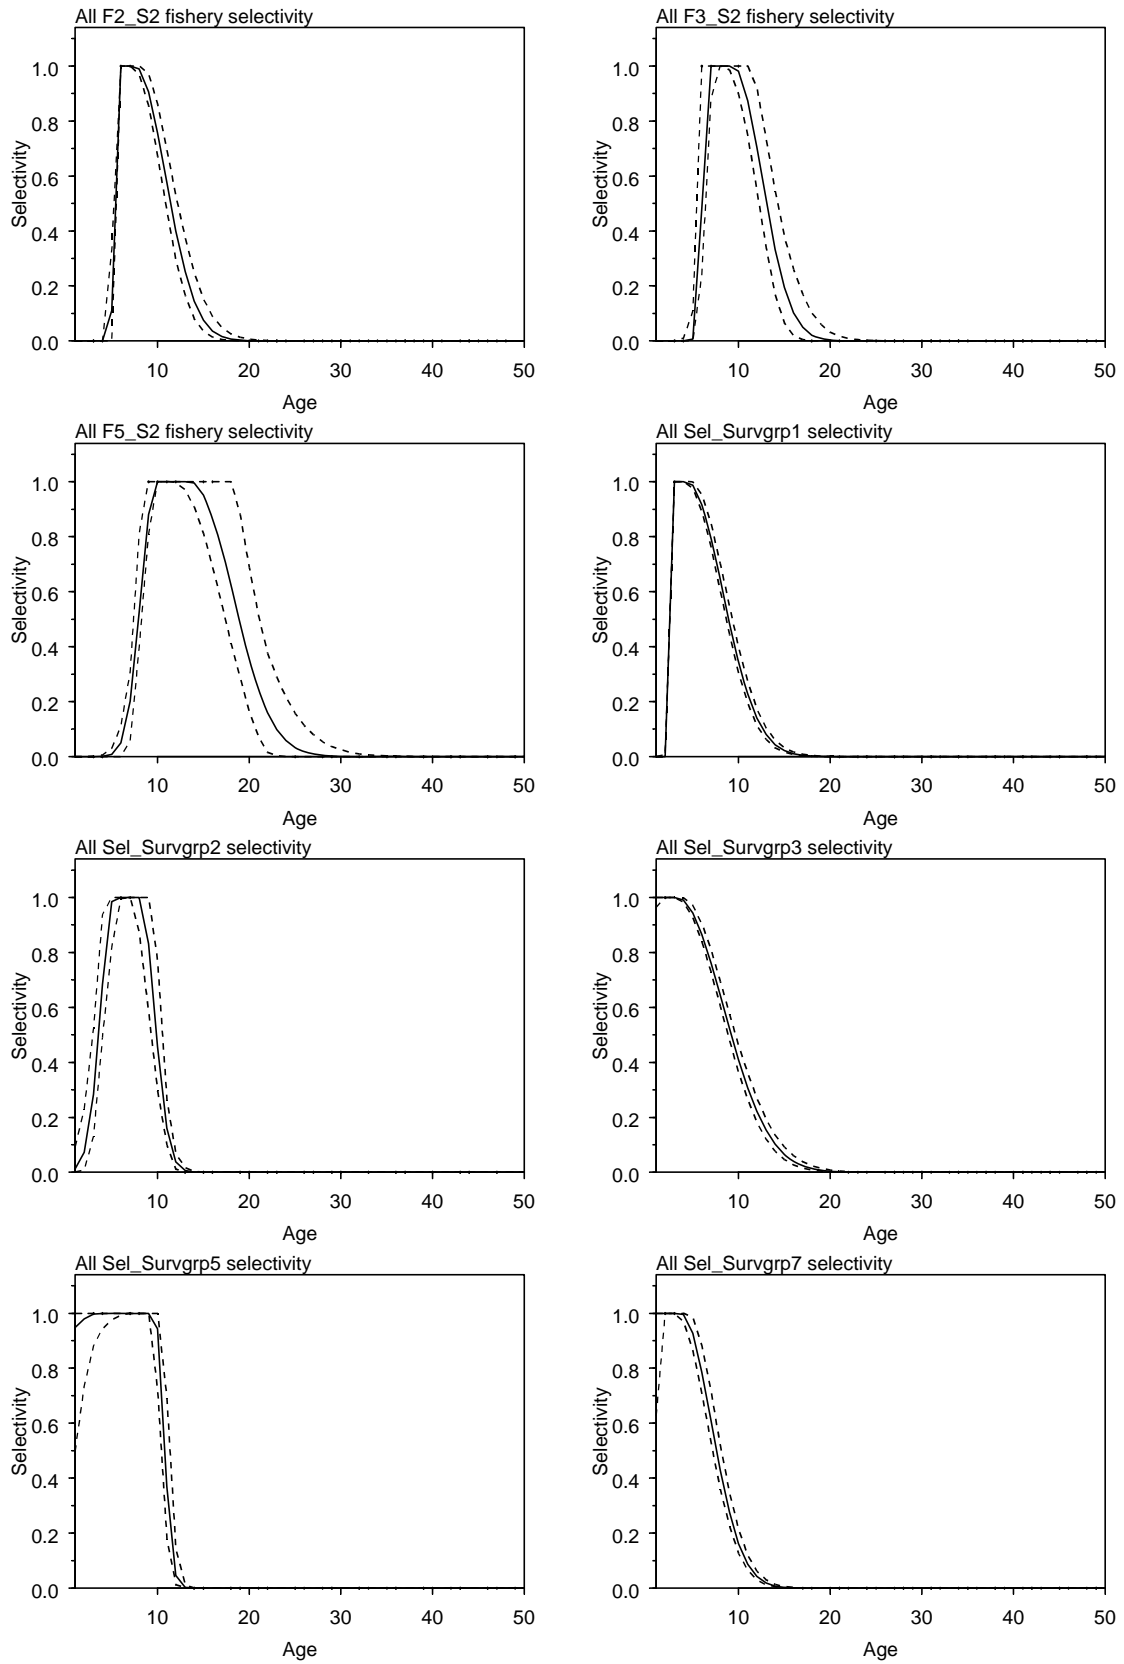 All F2_S2 fishery selectivity
1.0
0.8
0.6
0.4
0.2
0.0
Selectivity
10 20 30 40 50
Age
All F3_S2 fishery selectivity
1.0
0.8
0.6
0.4
0.2
0.0
Selectivity
10 20 30 40 50
Age
All F5_S2 fishery selectivity
1.0
0.8
0.6
0.4
0.2
0.0
Selectivity
10 20 30 40 50
Age
All Sel_Survgrp1 selectivity
1.0
0.8
0.6
0.4
0.2
0.0
Selectivity
10 20 30 40 50
Age
All Sel_Survgrp2 selectivity
1.0
0.8
0.6
0.4
0.2
0.0
Selectivity
10 20 30 40 50
Age
All Sel_Survgrp3 selectivity
1.0
0.8
0.6
0.4
0.2
0.0
Selectivity
10 20 30 40 50
Age
All Sel_Survgrp5 selectivity
1.0
0.8
0.6
0.4
0.2
0.0
Selectivity
10 20 30 40 50
Age
All Sel_Survgrp7 selectivity
1.0
0.8
0.6
0.4
0.2
0.0
Selectivity
10 20 30 40 50
Age